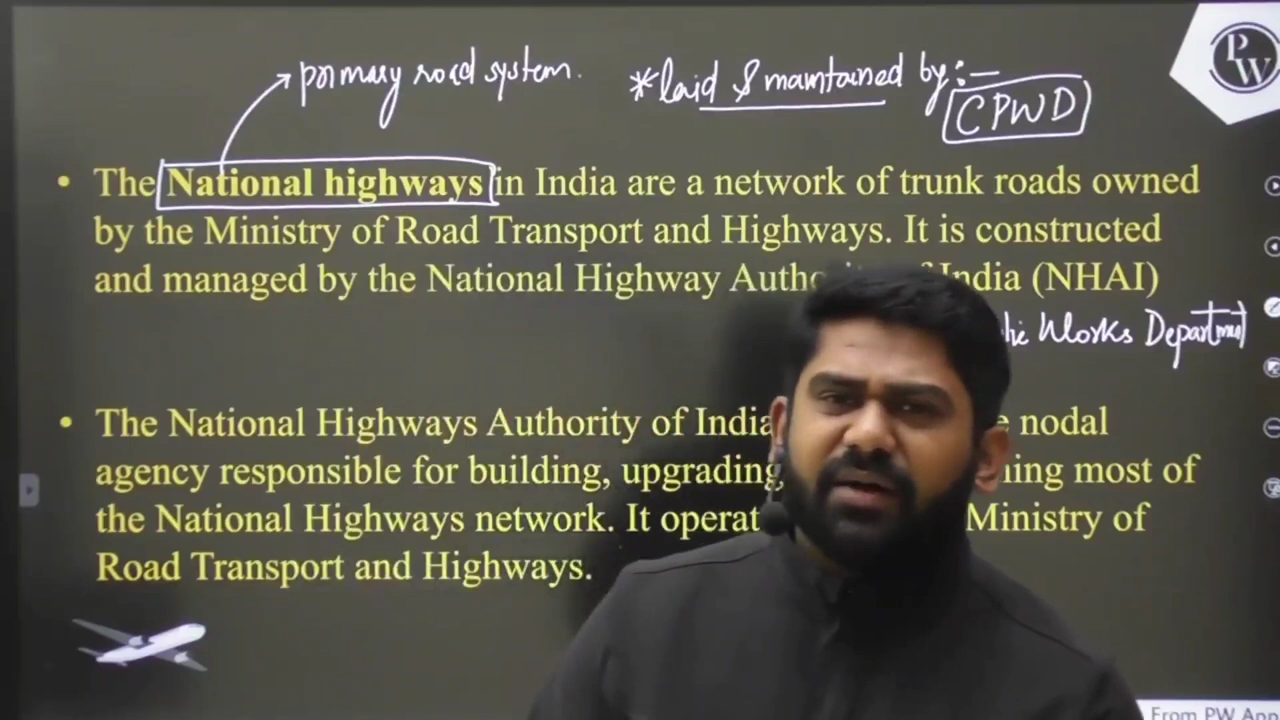 primary road system.
*laid & maintained by:-
CPWD
PW
• The National highways in India are a network of trunk roads owned
by the Ministry of Road Transport and Highways. It is constructed
and managed by the National Highway India (NHAI)
Works Department
• The National Highways Authority of India nodal
agency responsible for building, upgrading most of
the National Highways network. It Ministry of
Road Transport and Highways.
From PW App